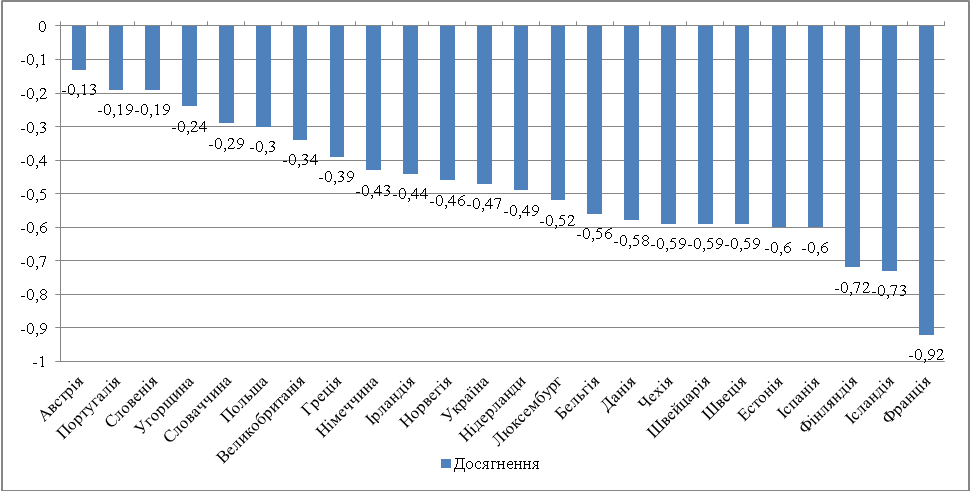 0
-0,1
-0,2
-0,3
-0,4
-0,5
-0,6
-0,7
-0,8
-0,9
-1
-0,13
-0,19
-0,19
-0,24
-0,29
-0,3
-0,34
-0,39
-0,43
-0,44
-0,46
-0,47
-0,49
-0,52
-0,56
-0,58
-0,59
-0,59
-0,59
-0,6
-0,6
-0,72
-0,73
-0,92
Австрія
Португалія
Словенія
Угорщина
Словаччина
Польша
Великобританія
Греція
Німеччина
Ірландія
Норвегія
Україна
Нідерланди
Люксембург
Бельгія
Данія
Чехія
Швейцарія
Швеція
Естонія
Іспанія
Фінляндія
Ісландія
Франція
Досягнення